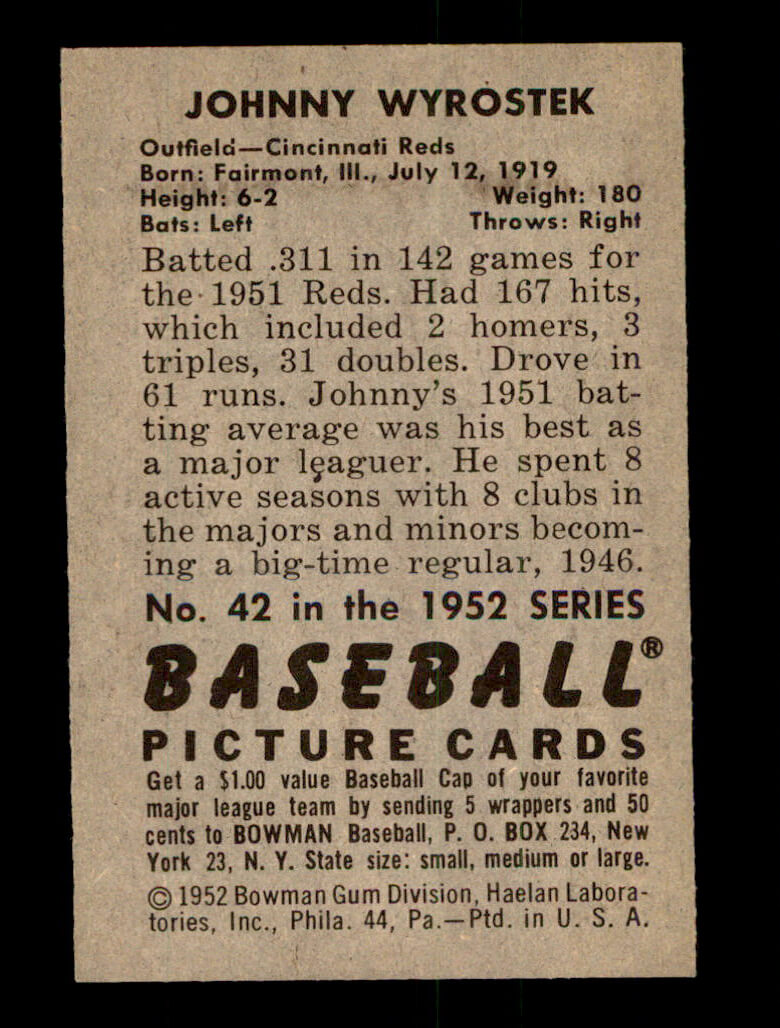 JOHNNY WYROSTEK
Outfield—Cincinnati Reds
Born: Fairmont, Ill., July 12, 1919
Height: 6-2 Weight: 180
Bats: Left Throws: Right
Batted .311 in 142 games for
the 1951 Reds. Had 167 hits,
which included 2 homers, 3
triples, 31 doubles. Drove in
61 runs. Johnny's 1951 bat-
ting average was his best as
a major leaguer. He spent 8
active seasons with 8 clubs in
the majors and minors becom-
ing a big-time regular, 1946.
No. 42 in the 1952 SERIES
BASEBALL®
PICTURE CARDS
Get a $1.00 value Baseball Cap of your favorite
major league team by sending 5 wrappers and 50
cents to BOWMAN Baseball, P. O. BOX 234, New
York 23, N. Y. State size: small, medium or large.
© 1952 Bowman Gum Division, Haelan Labora-
tories, Inc., Phila. 44, Pa.—Ptd. in U. S. A.